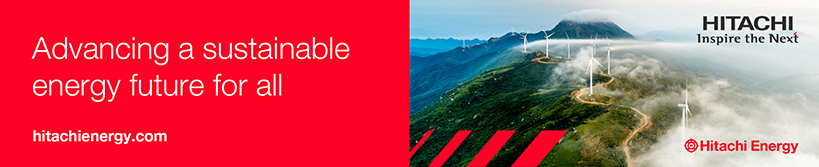 Advancing a sustainable
energy future for all
hitachienergy.com
HITACHI
Inspire the Next
Hitachi Energy